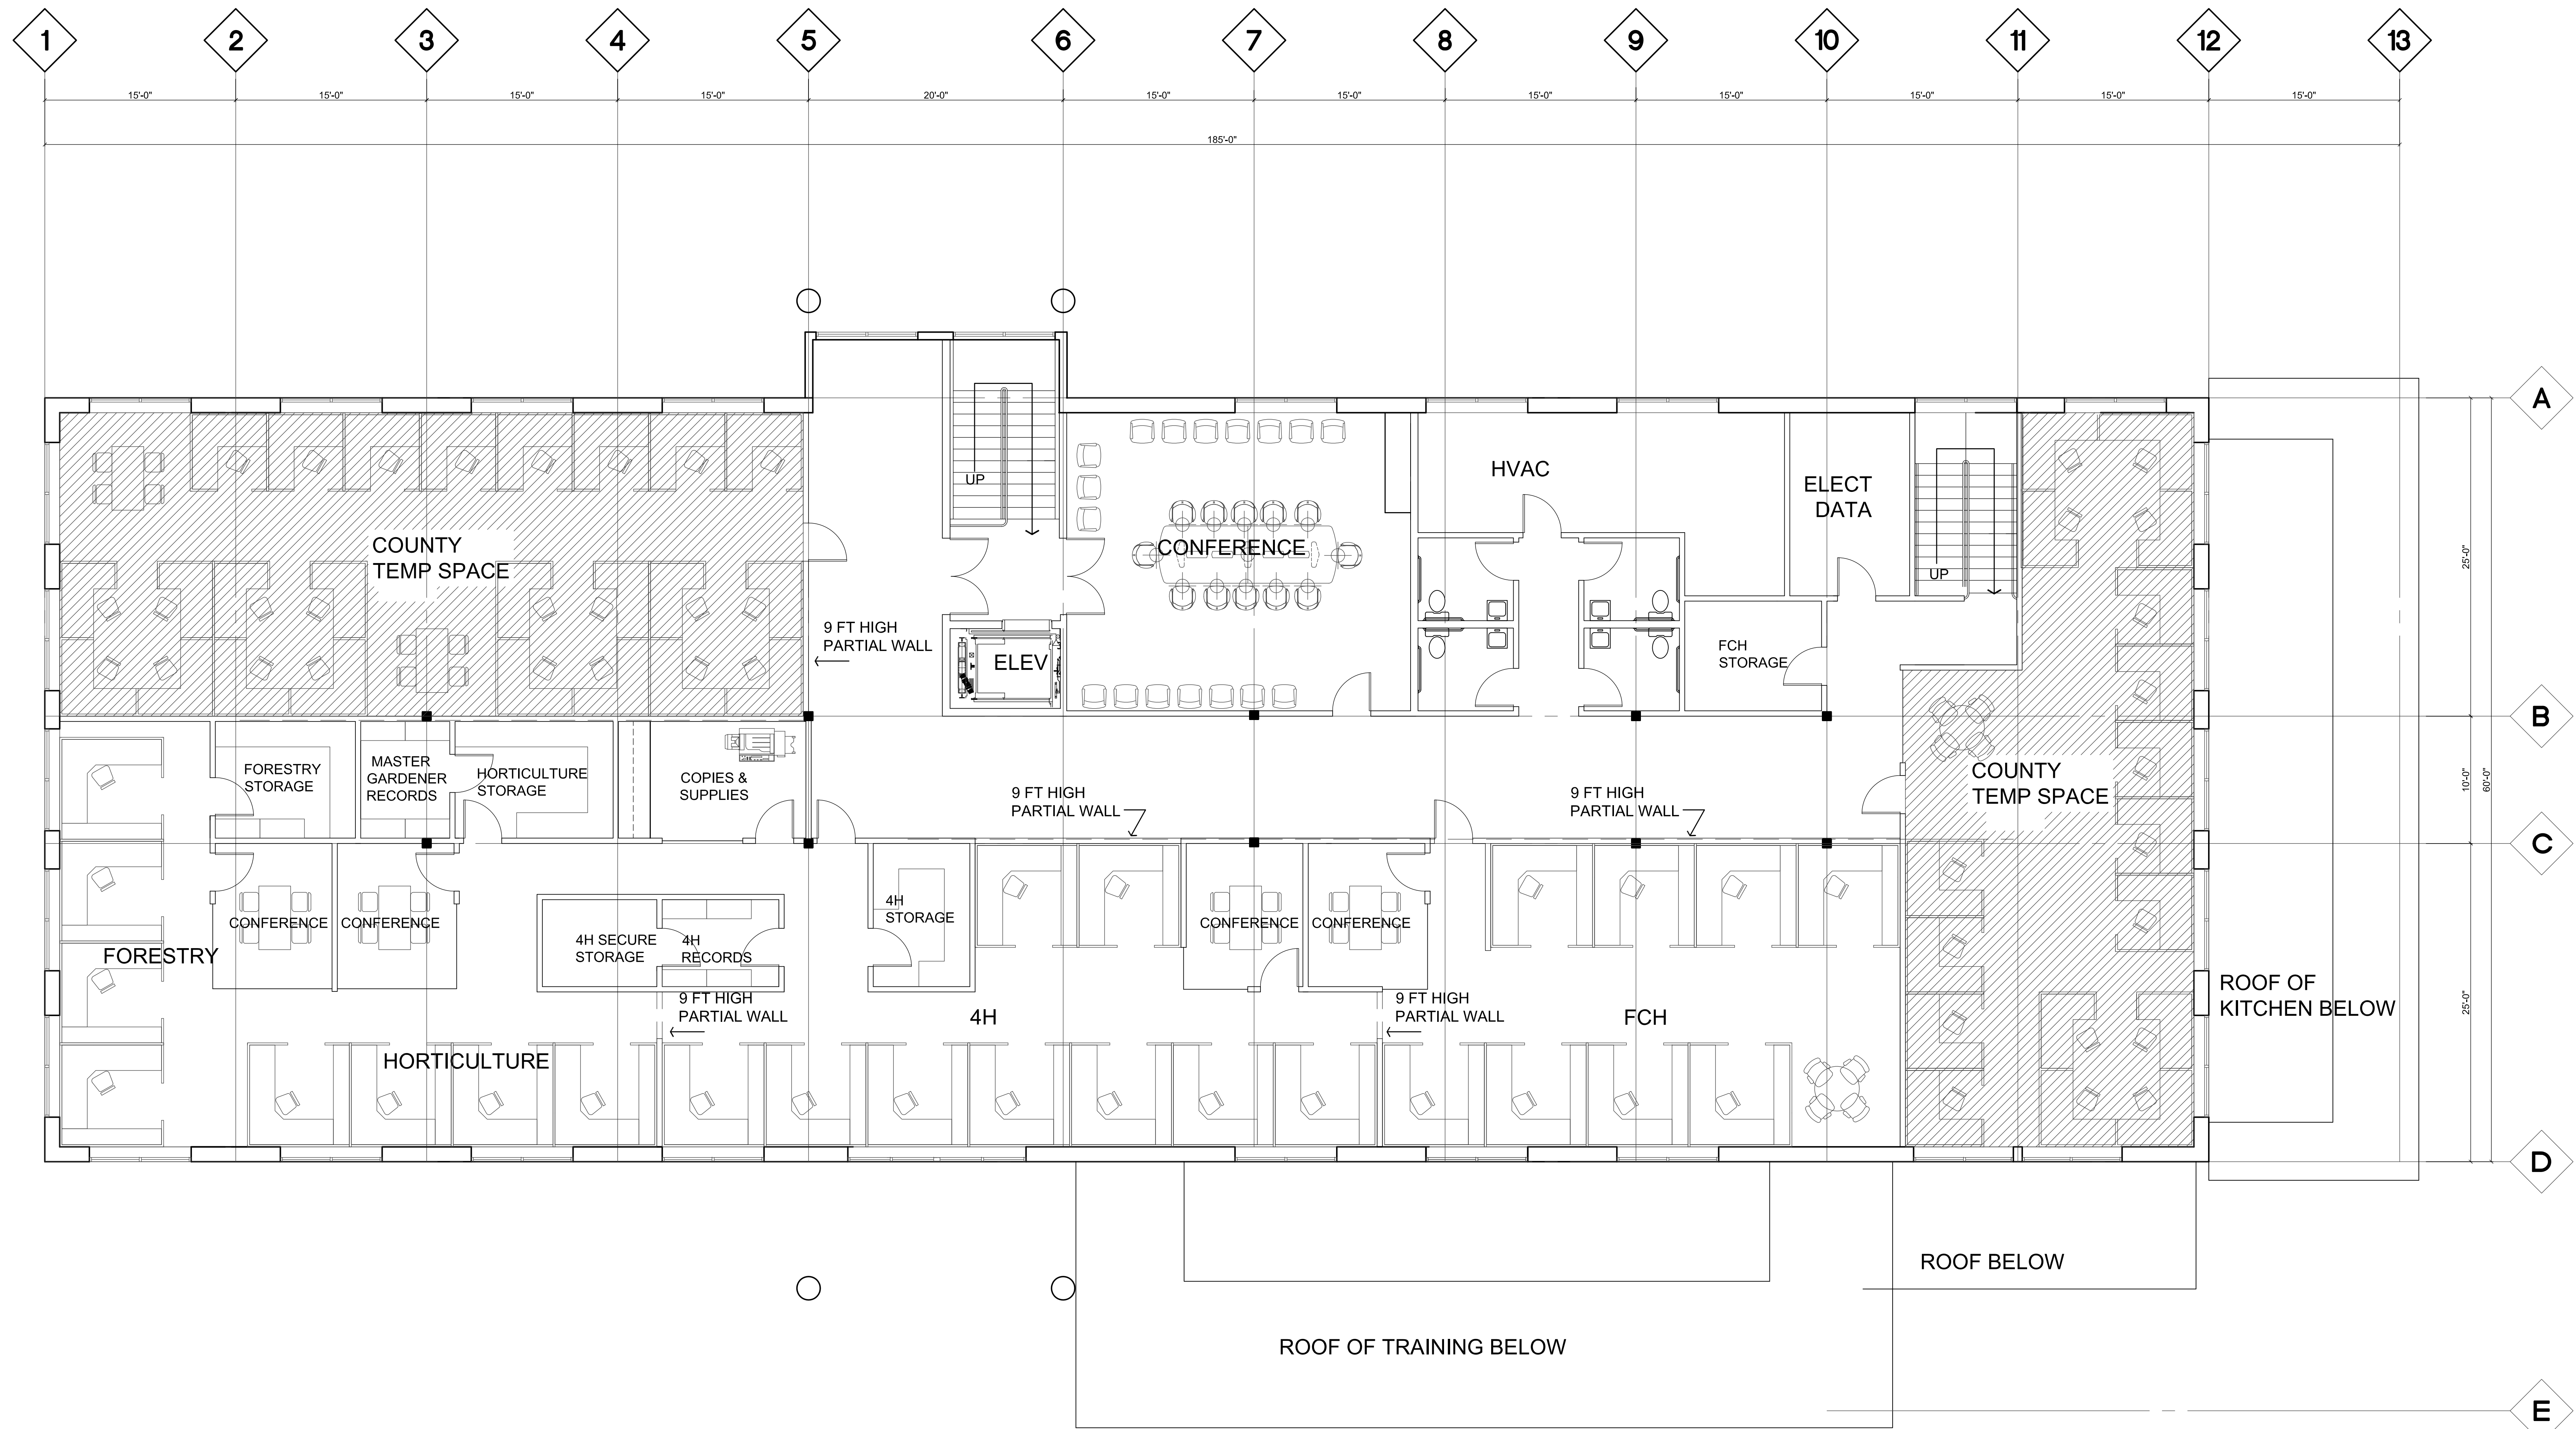 1 2 3 4 5 6 7 8 9 10 11 12 13
15'-0" 15'-0" 15'-0" 15'-0" 20'-0" 15'-0" 15'-0" 15'-0" 15'-0" 15'-0" 15'-0" 15'-0"
185'-0"
A
UP
HVAC
ELECT
DATA
COUNTY
TEMP SPACE
CONFERENCE
UP
25'-0"
9 FT HIGH
PARTIAL WALL
ELEV
FCH
STORAGE
B
FORESTRY
STORAGE
MASTER
GARDENER
RECORDS
HORTICULTURE
STORAGE
COPIES &
SUPPLIES
9 FT HIGH
PARTIAL WALL
9 FT HIGH
PARTIAL WALL
COUNTY
TEMP SPACE
10'-0"
60'-0"
C
CONFERENCE
CONFERENCE
4H SECURE
STORAGE
4H
RECORDS
4H
STORAGE
CONFERENCE
CONFERENCE
FORESTRY
9 FT HIGH
PARTIAL WALL
4H
9 FT HIGH
PARTIAL WALL
FCH
ROOF OF
KITCHEN BELOW
25'-0"
HORTICULTURE
D
ROOF BELOW
ROOF OF TRAINING BELOW
E